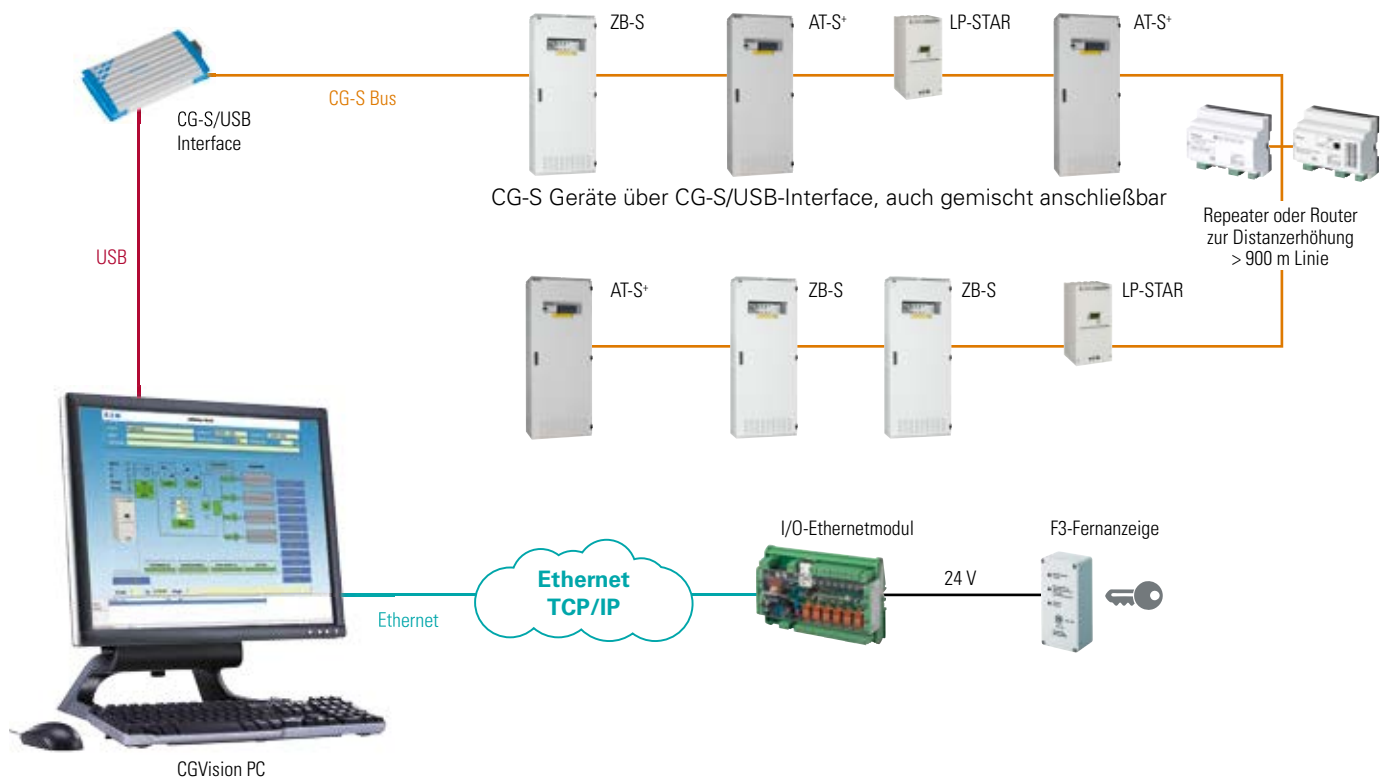 ZB-S
AT-S⁺
LP-STAR
AT-S⁺
CG-S Bus
CG-S/USB
Interface
CG-S Geräte über CG-S/USB-Interface, auch gemischt anschließbar
Repeater oder Router
zur Distanzerhöhung
> 900 m Linie
USB
AT-S⁺
ZB-S
ZB-S
LP-STAR
I/O-Ethernetmodul
F3-Fernanzeige
Ethernet
TCP/IP
24 V
Ethernet
CGVision PC